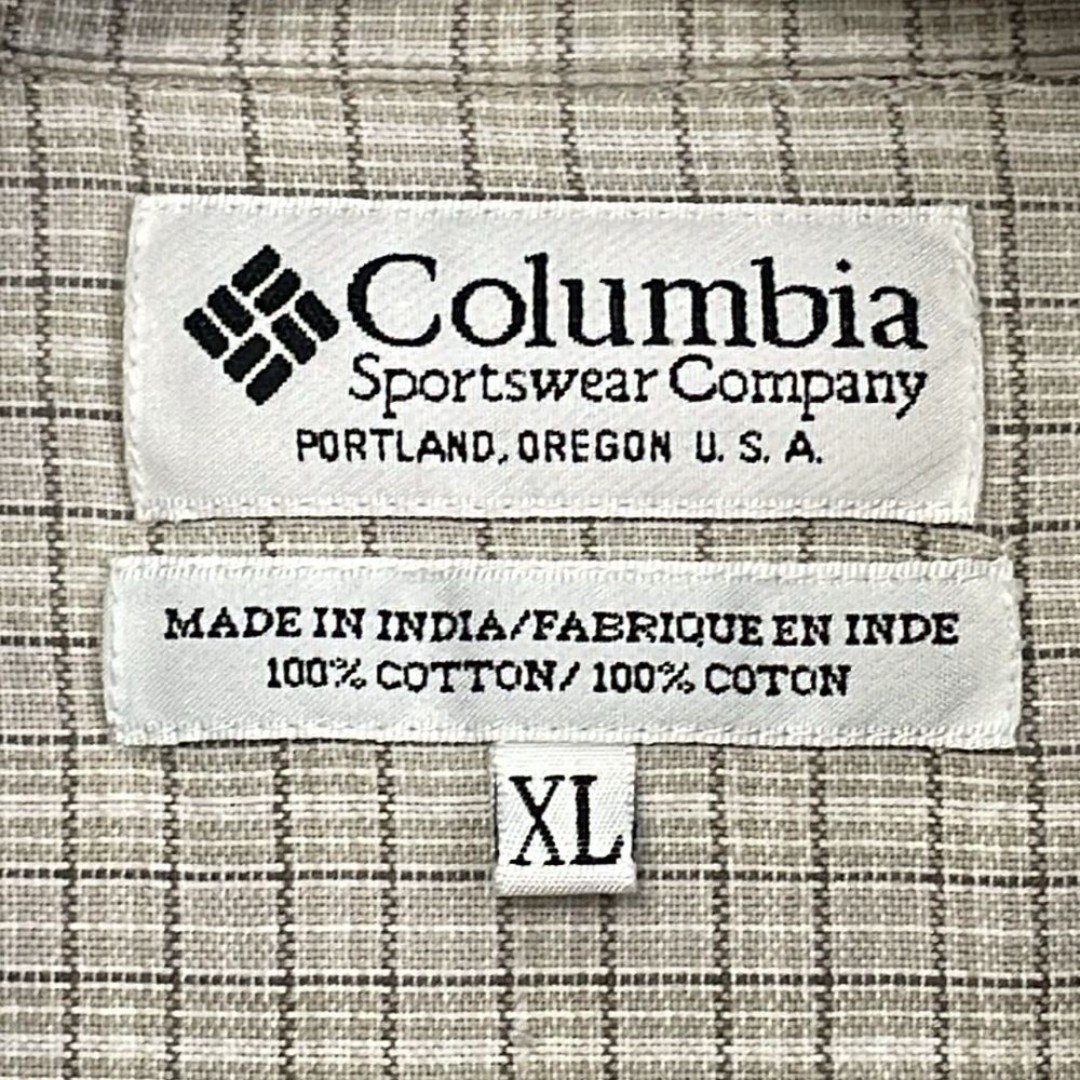 Columbia
Sportswear Company
PORTLAND, OREGON U. S. A.
MADE IN INDIA/FABRIQUE EN INDE
100% COTTON/ 100% COTON
XL